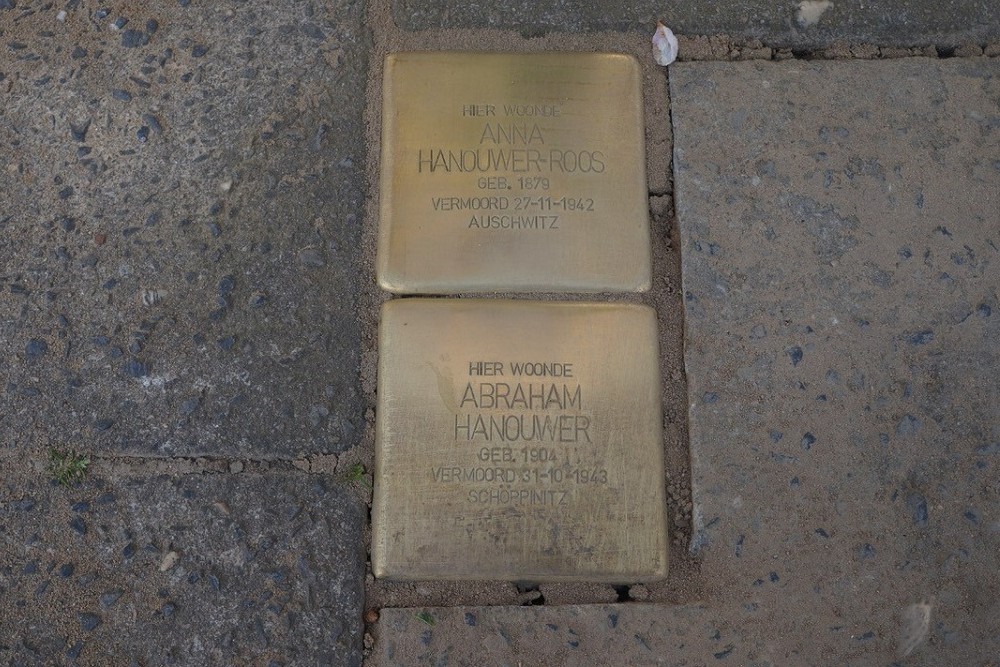 HIER WOONDE
ANNA
HANOUWER-ROOS
GEB. 1879
VERMOORD 27-11-1942
AUSCHWITZ
HIER WOONDE
ABRAHAM
HANOUWER
GEB. 1904
VERMOORD 31-10-1943
SCHOPPINITZ